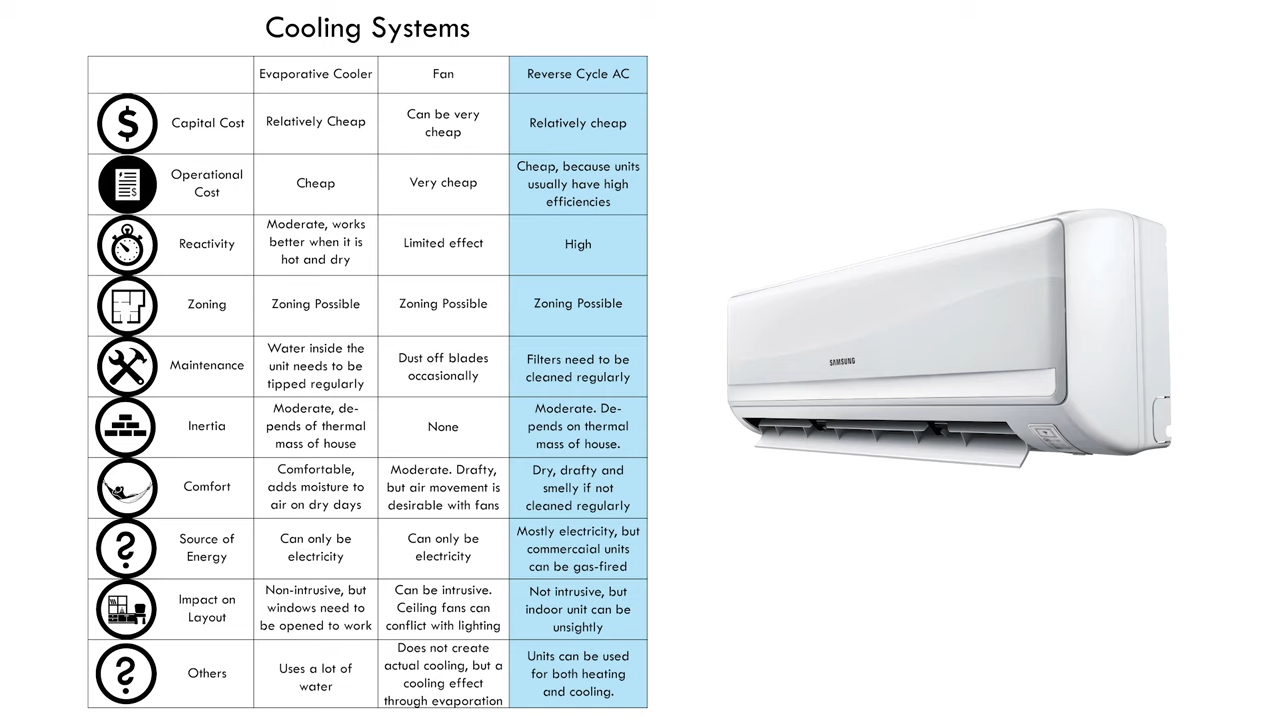 Cooling Systems
Evaporative Cooler
Fan
Reverse Cycle AC
$
Capital Cost
Relatively Cheap
Can be very
cheap
Relatively cheap
$
Operational
Cost
Cheap
Very cheap
Cheap, because units
usually have high
efficiencies
Reactivity
Moderate, works
better when it is
hot and dry
Limited effect
High
Zoning
Zoning Possible
Zoning Possible
Zoning Possible
Maintenance
Water inside the
unit needs to be
tipped regularly
Dust off blades
occasionally
Filters need to be
cleaned regularly
Inertia
Moderate, de-
pends of thermal
mass of house
None
Moderate. De-
pends on thermal
mass of house.
Comfort
Comfortable,
adds moisture to
air on dry days
Moderate. Drafty,
but air movement is
desirable with fans
Dry, drafty and
smelly if not
cleaned regularly
?
Source of
Energy
Can only be
electricity
Can only be
electricity
Mostly electricity, but
commercaial units
can be gas-fired
Impact on
Layout
Non-intrusive, but
windows need to
be opened to work
Can be intrusive.
Ceiling fans can
conflict with lighting
Not intrusive, but
indoor unit can be
unsightly
?
Others
Uses a lot of
water
Does not create
actual cooling, but a
cooling effect
through evaporation
Units can be used
for both heating
and cooling.
SAMSUNG